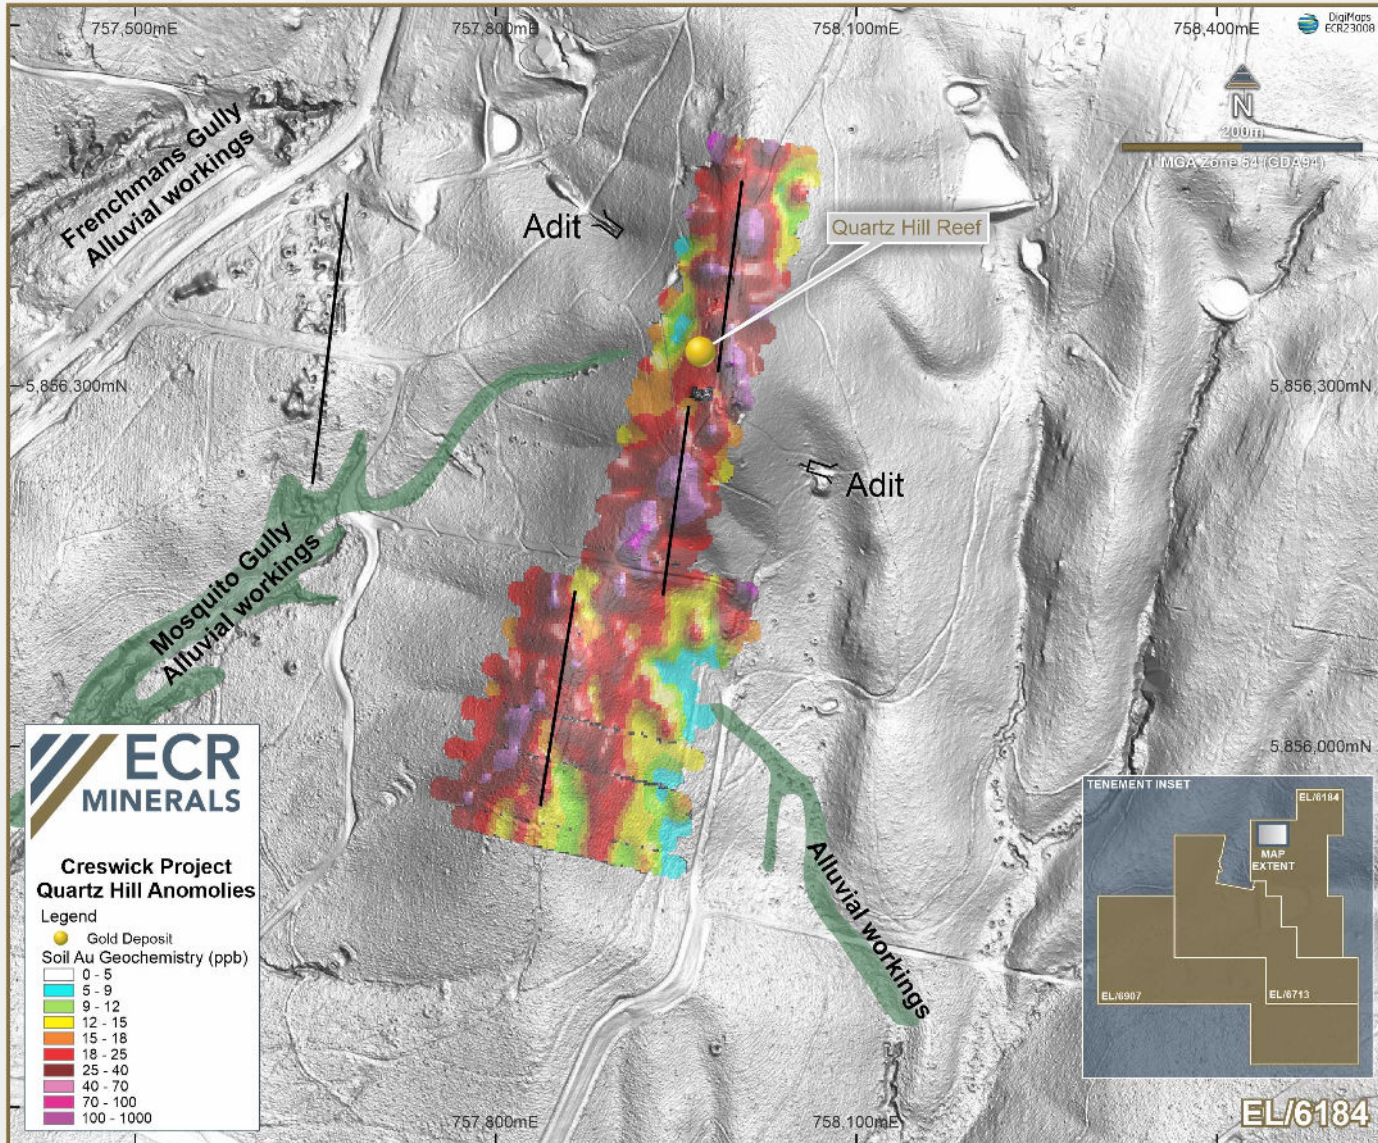 757,500mE
757,800mE
758,100mE
758,400mE
DigiMaps
ECR23008
N
200m
MGA Zone 54 (GDA94)
Frenchmans Gully
Alluvial workings
Adit
Quartz Hill Reef
5,856,300mN
5,856,300mN
Adit
Mosquito Gully
Alluvial workings
5,856,000mN
Alluvial workings
ECR
MINERALS
Creswick Project
Quartz Hill Anomolies
Legend
Gold Deposit
Soil Au Geochemistry (ppb)
0 - 5
5 - 9
9 - 12
12 - 15
15 - 18
18 - 25
25 - 40
40 - 70
70 - 100
100 - 1000
TENEMENT INSET
EL/6184
MAP
EXTENT
EL/6907
EL/6713
757,800mE
758,100mE
EL/6184